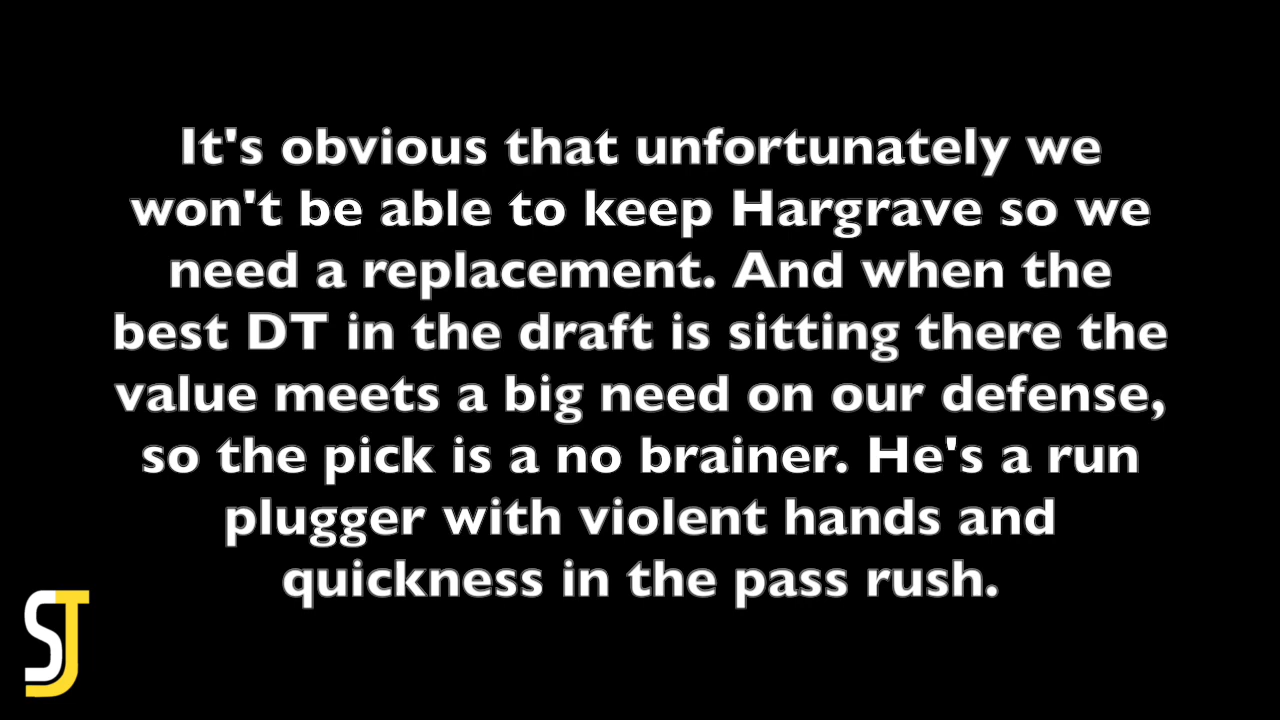 It's obvious that unfortunately we
won't be able to keep Hargrave so we
need a replacement. And when the
best DT in the draft is sitting there the
value meets a big need on our defense,
so the pick is a no brainer. He's a run
plugger with violent hands and
quickness in the pass rush.
SJ